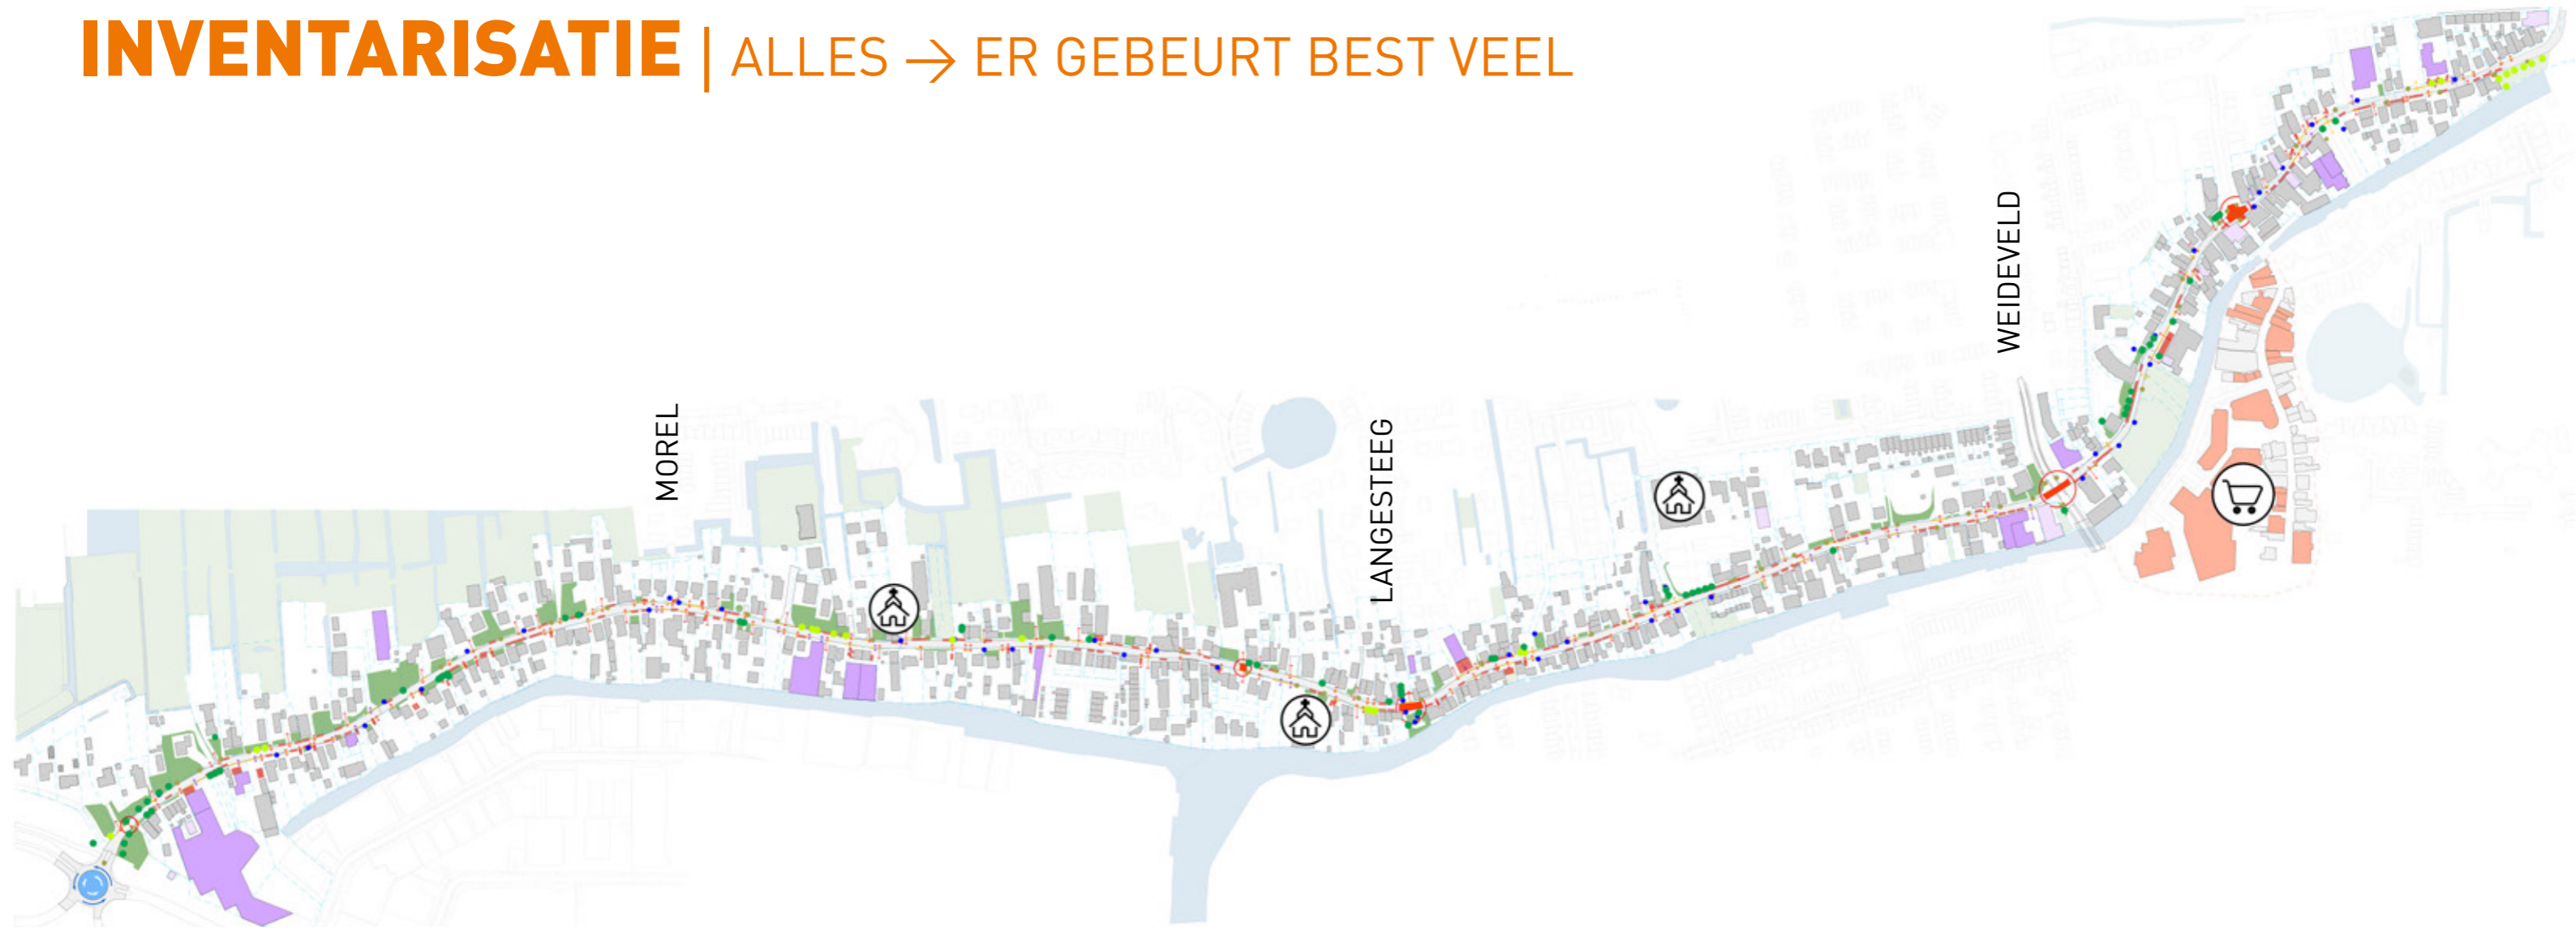 INVENTARISATIE | ALLES → ER GEBEURT BEST VEEL
WEIDEVELD
MOREL
LANGESTEEG